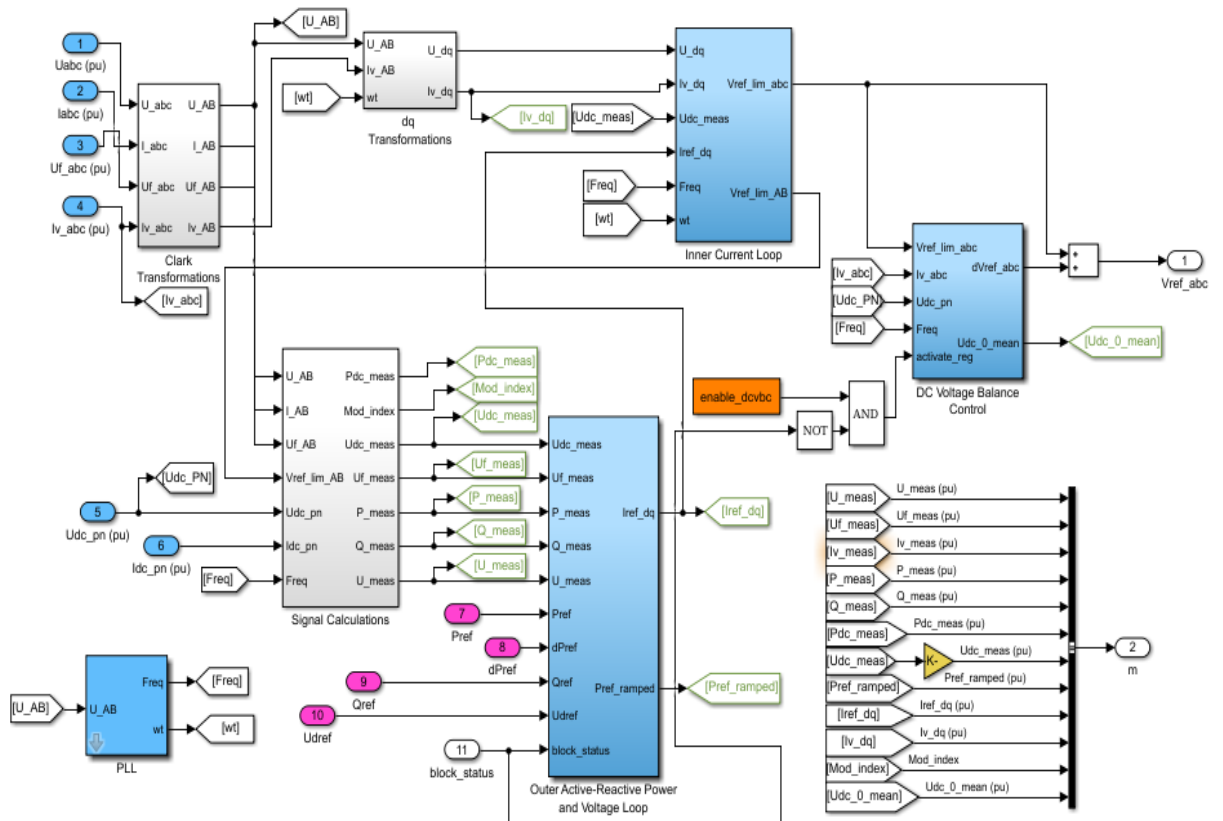 [U_AB]
1
Uabc (pu)
2
Iabc (pu)
3
Uf_abc (pu)
4
Iv_abc (pu)
U_abc
U_AB
I_abc
I_AB
Uf_abc
Uf_AB
Iv_abc
Iv_AB
Clark
Transformations
[Iv_abc]
[wt]
U_AB
U_dq
Iv_AB
wt
Iv_dq
dq
Transformations
[Iv_dq]
[Udc_meas]
[Freq]
[wt]
U_dq
Iv_dq
Vref_lim_abc
Udc_meas
Iref_dq
Freq
Vref_lim_AB
wt
Inner Current Loop
[Iv_abc]
[Udc_PN]
[Freq]
Vref_lim_abc
dVref_abc
Iv_abc
Udc_pn
Freq
Udc_0_mean
activate_reg
DC Voltage Balance
Control
+
+
1
Vref_abc
[Udc_0_mean]
enable_dcvbc
NOT
AND
[Udc_PN]
5
Udc_pn (pu)
6
Idc_pn (pu)
[Freq]
U_AB
Pdc_meas
I_AB
Mod_index
Uf_AB
Udc_meas
Vref_lim_AB
Uf_meas
Udc_pn
P_meas
Idc_pn
Q_meas
Freq
U_meas
Signal Calculations
[Pdc_meas]
[Mod_index]
[Udc_meas]
[Uf_meas]
[P_meas]
[Q_meas]
[U_meas]
7
Pref
8
dPref
9
Qref
10
Udref
11
block_status
Udc_meas
Uf_meas
P_meas
Iref_dq
Q_meas
U_meas
Pref
dPref
Qref
Pref_ramped
Udref
block_status
Outer Active-Reactive Power
and Voltage Loop
[Iref_dq]
[Pref_ramped]
[U_AB]
U_AB
Freq
wt
PLL
[Freq]
[wt]
[U_meas]
U_meas (pu)
[Uf_meas]
Uf_meas (pu)
[Iv_meas]
Iv_meas (pu)
[P_meas]
P_meas (pu)
[Q_meas]
Q_meas (pu)
[Pdc_meas]
Pdc_meas (pu)
[Udc_meas]
K-
Udc_meas (pu)
[Pref_ramped]
Pref_ramped (pu)
[Iref_dq]
Iref_dq (pu)
[Iv_dq]
Iv_dq (pu)
[Mod_index]
Mod_index
[Udc_0_mean]
Udc_0_mean (pu)
2
m